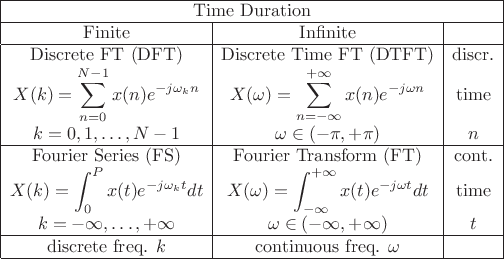 Time Duration
Finite Infinite
Discrete FT (DFT) Discrete Time FT (DTFT) discr.
X(k) = \sum_{n=0}^{N-1} x(n)e^{-j\omega_k n} X(\omega) = \sum_{n=-\infty}^{+\infty} x(n)e^{-j\omega n} time
k = 0, 1, \ldots, N − 1 \omega \in (−\pi, +\pi) n
Fourier Series (FS) Fourier Transform (FT) cont.
X(k) = \int_{0}^{P} x(t)e^{-j\omega_k t}dt X(\omega) = \int_{-\infty}^{+\infty} x(t)e^{-j\omega t}dt time
k = −\infty, \ldots, +\infty \omega \in (−\infty, +\infty) t
discrete freq. k continuous freq. \omega